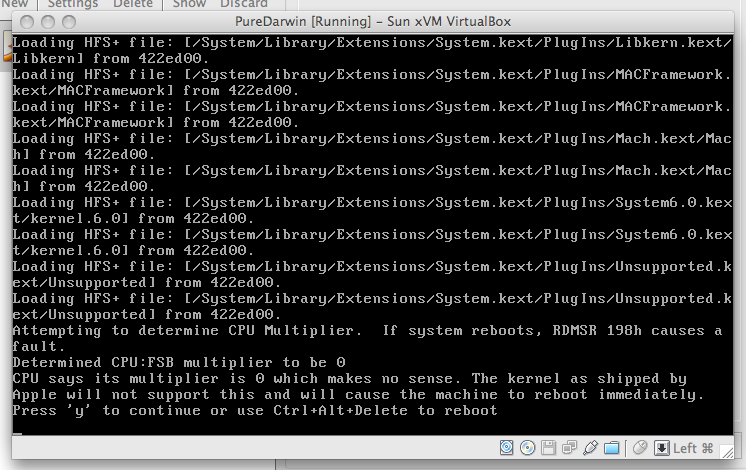 New Settings Delete Show Discard
PureDarwin [Running] – Sun xVM VirtualBox
Loading HFS+ file: [/System/Library/Extensions/System.kext/PlugIns/Libkern.kext/
Libkern] from 422ed00.
Loading HFS+ file: [/System/Library/Extensions/System.kext/PlugIns/MACFramework.
kext/MACFramework] from 422ed00.
Loading HFS+ file: [/System/Library/Extensions/System.kext/PlugIns/MACFramework.
kext/MACFramework] from 422ed00.
Loading HFS+ file: [/System/Library/Extensions/System.kext/PlugIns/Mach.kext/Mac
h] from 422ed00.
Loading HFS+ file: [/System/Library/Extensions/System.kext/PlugIns/Mach.kext/Mac
h] from 422ed00.
Loading HFS+ file: [/System/Library/Extensions/System.kext/PlugIns/System6.0.kex
t/kernel.6.0] from 422ed00.
Loading HFS+ file: [/System/Library/Extensions/System.kext/PlugIns/System6.0.kex
t/kernel.6.0] from 422ed00.
Loading HFS+ file: [/System/Library/Extensions/System.kext/PlugIns/Unsupported.k
ext/Unsupported] from 422ed00.
Loading HFS+ file: [/System/Library/Extensions/System.kext/PlugIns/Unsupported.k
ext/Unsupported] from 422ed00.
Attempting to determine CPU Multiplier.  If system reboots, RDMSR 198h causes a
fault.
Determined CPU:FSB multiplier to be 0
CPU says its multiplier is 0 which makes no sense. The kernel as shipped by
Apple will not support this and will cause the machine to reboot immediately.
Press 'y' to continue or use Ctrl+Alt+Delete to reboot
_
Left ⌘